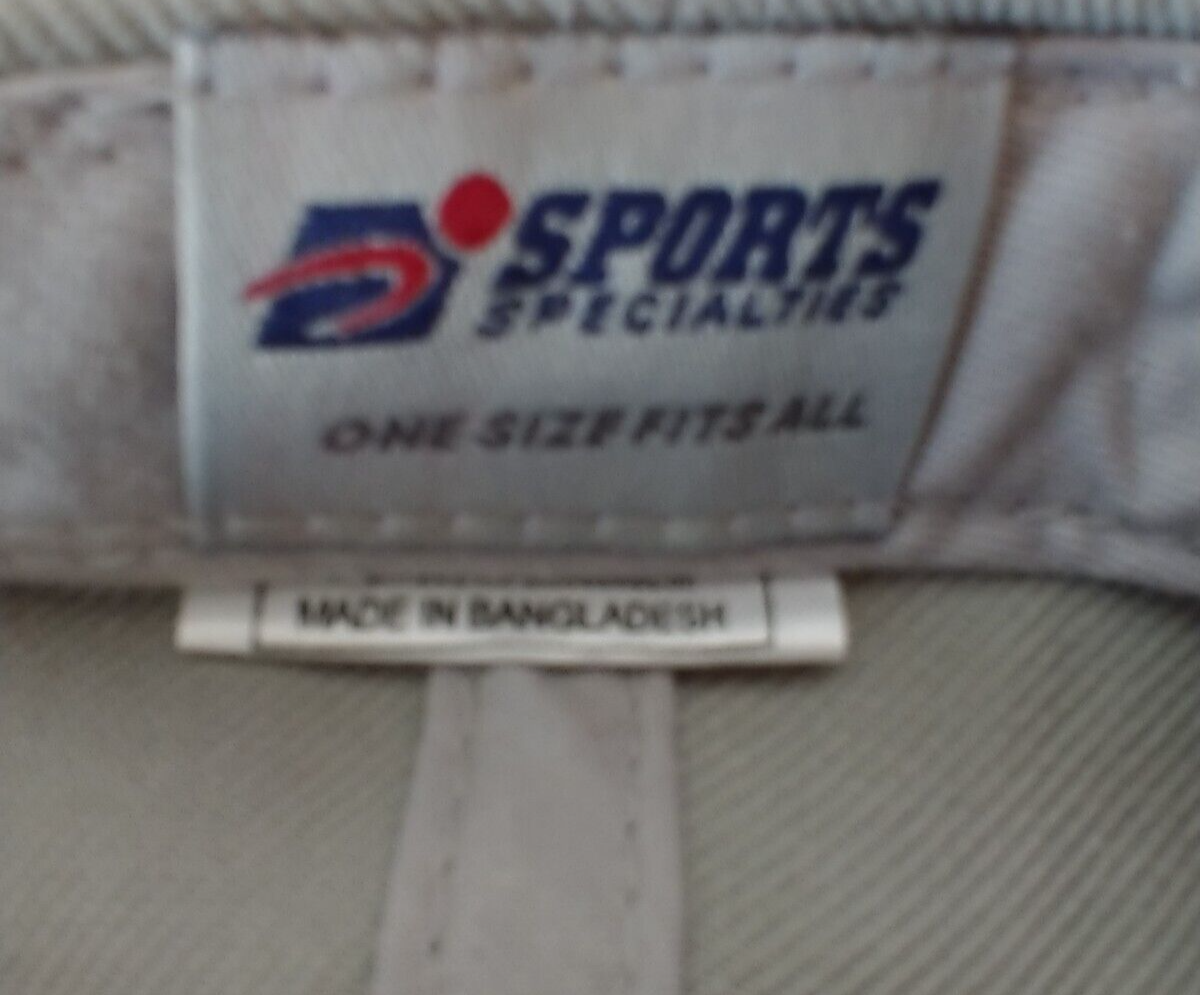 SPORTS
SPECIALTIES
ONE SIZE FITS ALL
MADE IN BANGLADESH